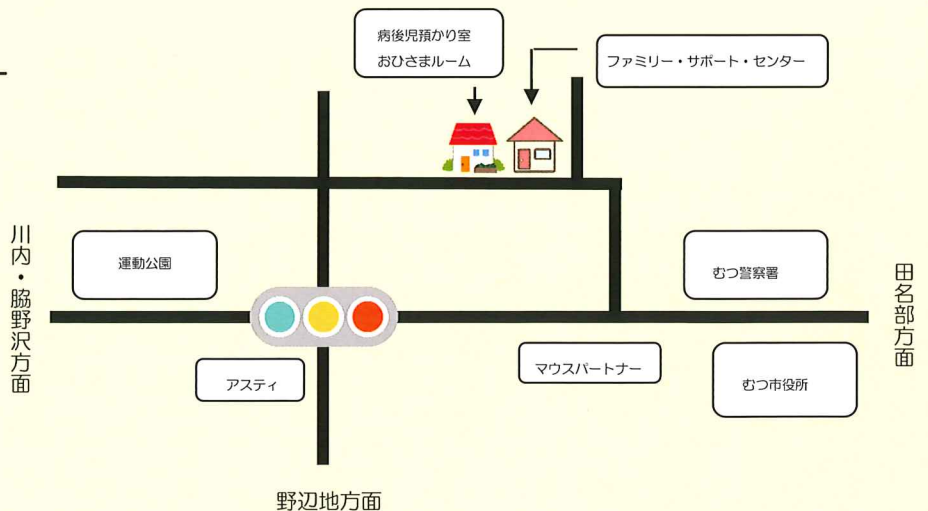 病後児預かり室
おひさまルーム
ファミリー・サポート・センター
川内・脇野沢方面
運動公園
むつ警察署
田名部方面
アスティ
マウスパートナー
むつ市役所
野辺地方面